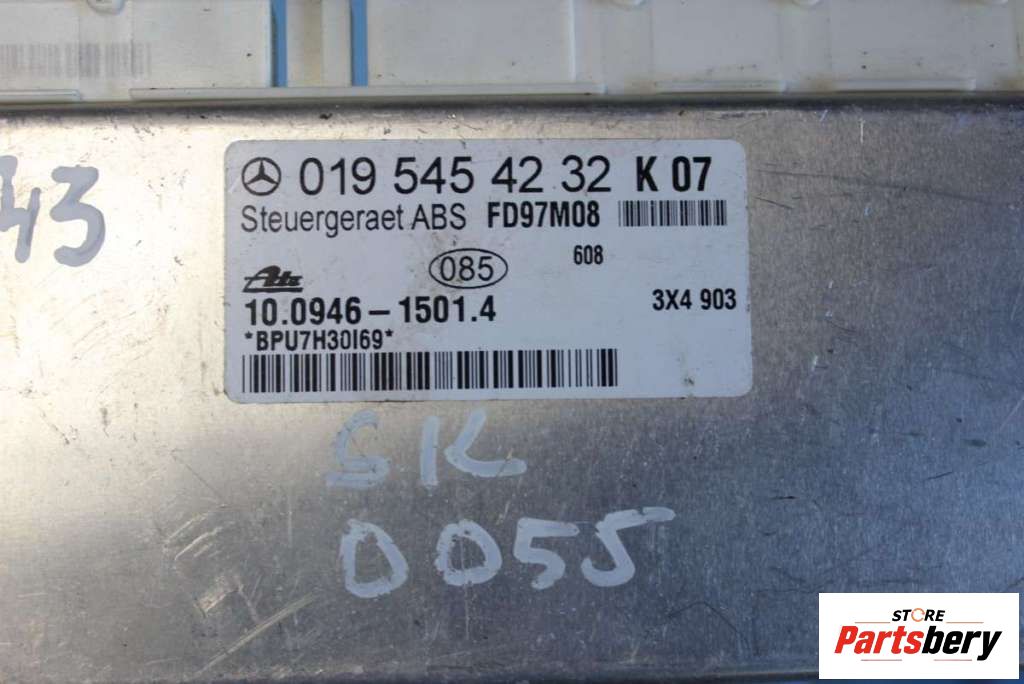 019 545 42 32 K 07
Steuergeraet ABS FD97M08
608
Ate 085
10.0946-1501.4 3X4 903
*BPU7H30I69*
43
SK
0055
STORE
Partsbery